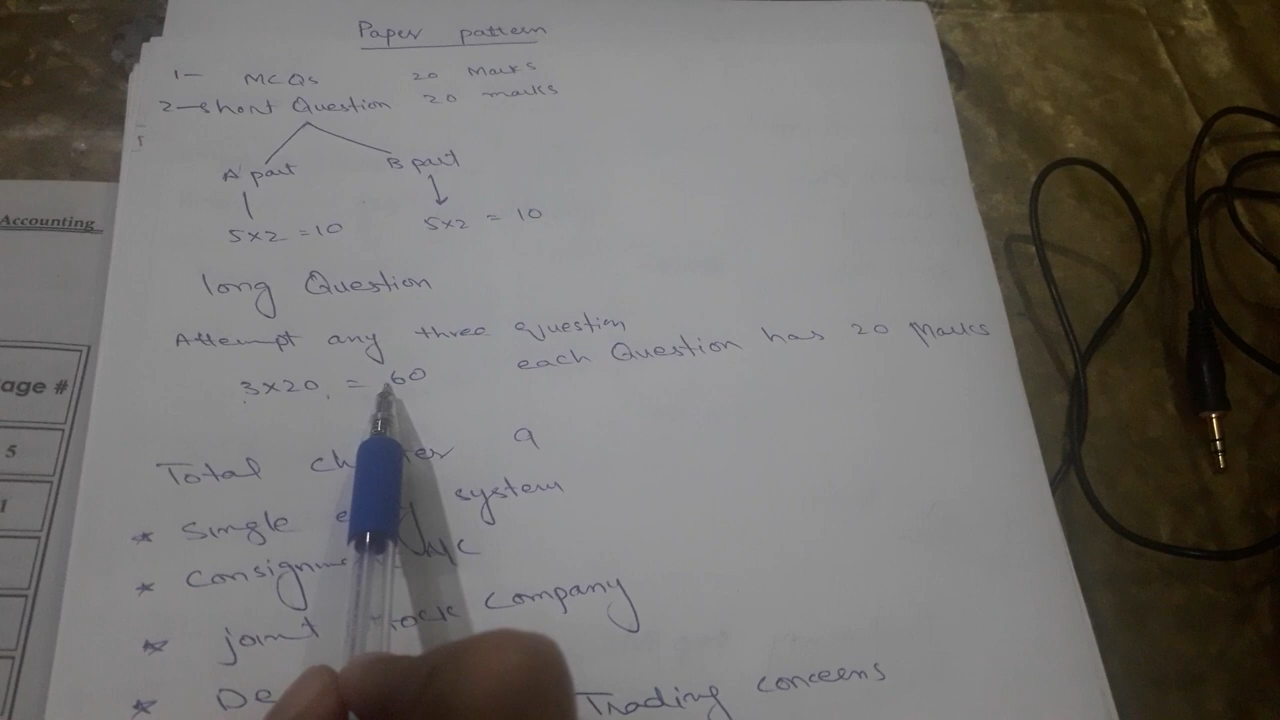 Paper pattern
1- MCQs 20 Marks
2-short Question 20 marks
A part B part
5x2 =10 5x2 = 10
long Question
Attempt any three question
each Question has 20 Marks
3x20 = 60
Total 9
* Single system
*
* joint company
* Trading concerns
Accounting
age #
5